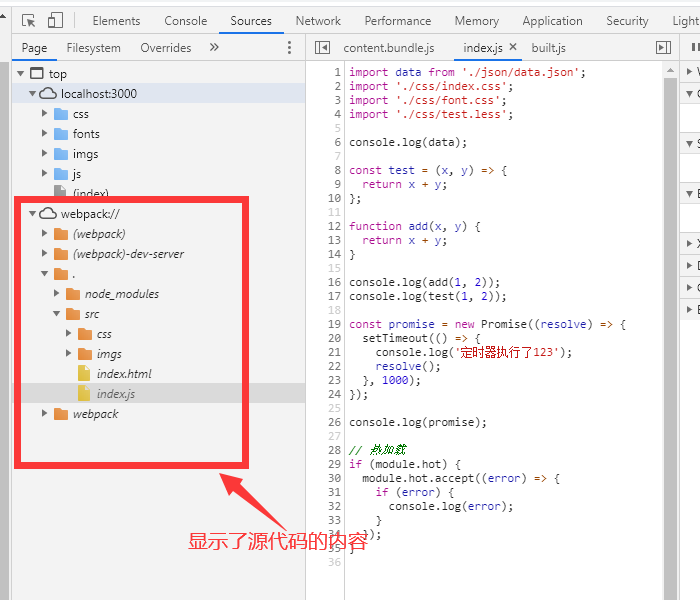 Elements Console Sources Network Performance Memory Application Security Light
Page Filesystem Overrides » content.bundle.js index.js × built.js
top
localhost:3000
css
fonts
imgs
js
(index)
webpack://
(webpack)
(webpack)-dev-server
.
node_modules
src
css
imgs
index.html
index.js
webpack
1 import data from './json/data.json';
2 import './css/index.css';
3 import './css/font.css';
4 import './css/test.less';
5
6 console.log(data);
7
8 const test = (x, y) => {
9 return x + y;
10 };
11
12 function add(x, y) {
13 return x + y;
14 }
15
16 console.log(add(1, 2));
17 console.log(test(1, 2));
18
19 const promise = new Promise((resolve) => {
20 setTimeout(() => {
21 console.log('定时器执行了123');
22 resolve();
23 }, 1000);
24 });
25
26 console.log(promise);
27
28 // 热加载
29 if (module.hot) {
30 module.hot.accept((error) => {
31 if (error) {
32 console.log(error);
33 }
34 });
35 }
36
显示了源代码的内容